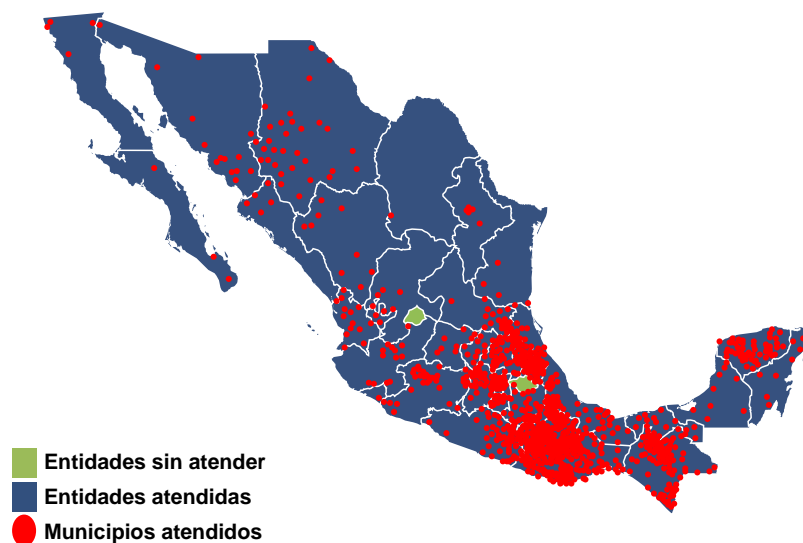 Entidades sin atender
Entidades atendidas
Municipios atendidos